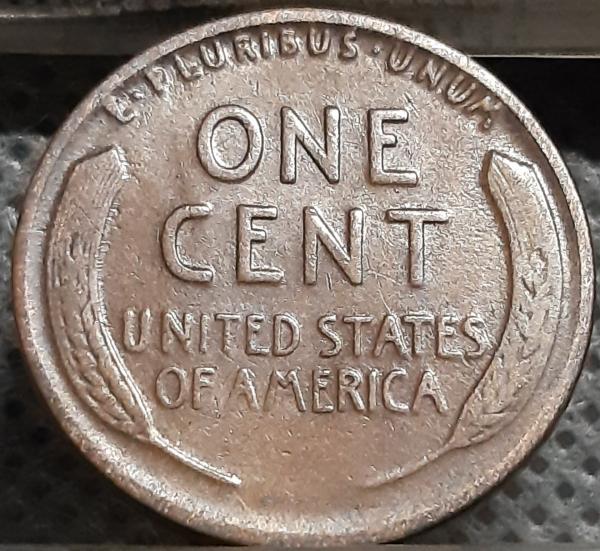 E·PLURIBUS·UNUM
ONE
CENT
UNITED STATES
OF AMERICA